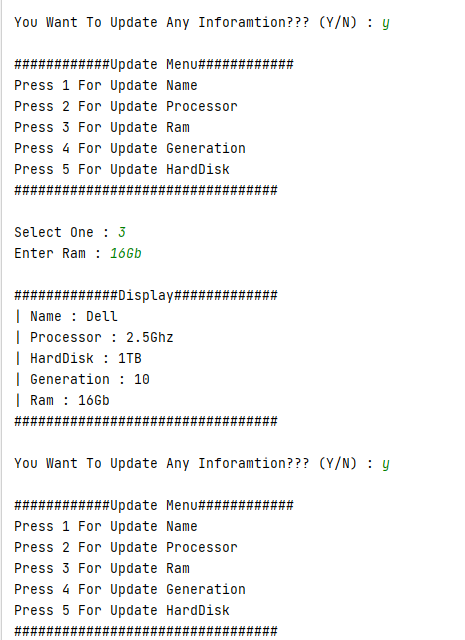 You Want To Update Any Inforamtion??? (Y/N) : y
############Update Menu############
Press 1 For Update Name
Press 2 For Update Processor
Press 3 For Update Ram
Press 4 For Update Generation
Press 5 For Update HardDisk
#################################
Select One : 3
Enter Ram : 16Gb
#############Display#############
| Name : Dell
| Processor : 2.5Ghz
| HardDisk : 1TB
| Generation : 10
| Ram : 16Gb
#################################
You Want To Update Any Inforamtion??? (Y/N) : y
############Update Menu############
Press 1 For Update Name
Press 2 For Update Processor
Press 3 For Update Ram
Press 4 For Update Generation
Press 5 For Update HardDisk
#################################